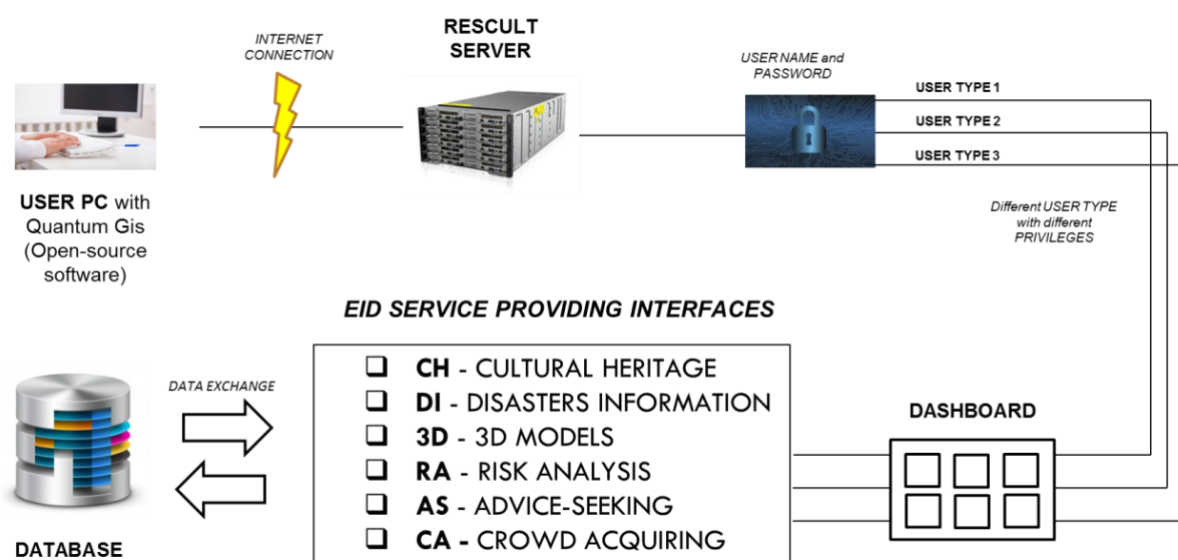 INTERNET
CONNECTION
RESCULT
SERVER
USER NAME and
PASSWORD
USER TYPE 1
USER TYPE 2
USER TYPE 3
USER PC with
Quantum Gis
(Open-source
software)
Different USER TYPE
with different
PRIVILEGES
EID SERVICE PROVIDING INTERFACES
DATA EXCHANGE
CH - CULTURAL HERITAGE
DI - DISASTERS INFORMATION
3D - 3D MODELS
RA - RISK ANALYSIS
AS - ADVICE-SEEKING
CA - CROWD ACQUIRING
DASHBOARD
DATABASE